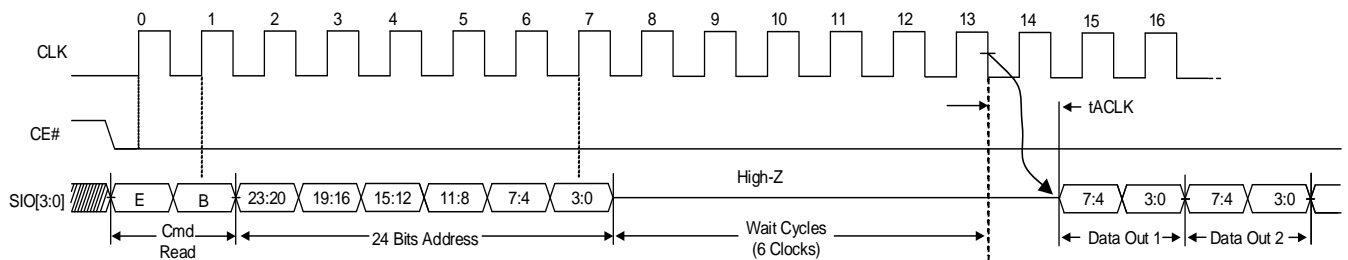 0 1 2 3 4 5 6 7 8 9 10 11 12 13 14 15 16
CLK
tACLK
CE#
High-Z
SIO[3:0] E B 23:20 19:16 15:12 11:8 7:4 3:0 7:4 3:0 7:4 3:0
Cmd
Read
24 Bits Address
Wait Cycles
(6 Clocks)
Data Out 1 Data Out 2